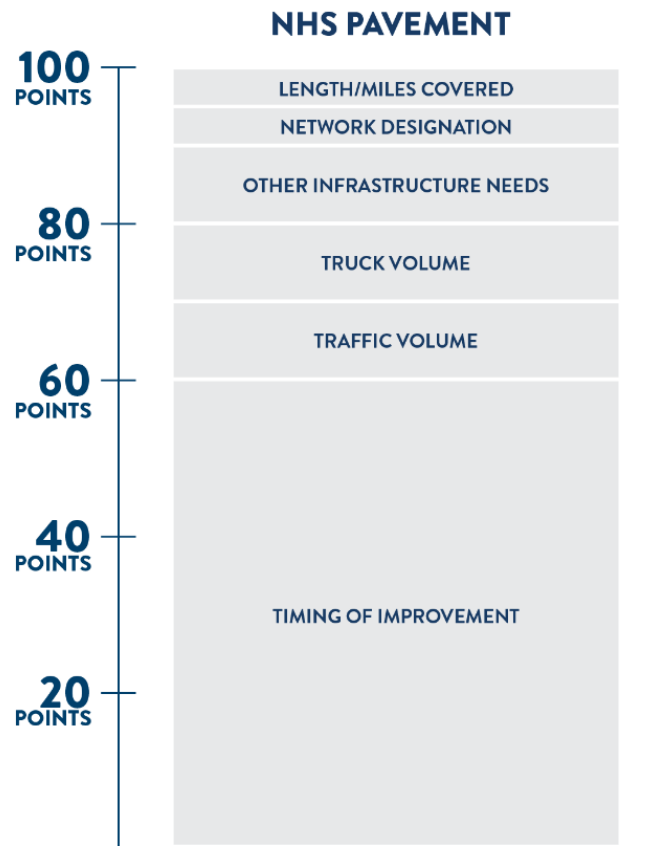 NHS PAVEMENT
100
POINTS
LENGTH/MILES COVERED
NETWORK DESIGNATION
OTHER INFRASTRUCTURE NEEDS
80
POINTS
TRUCK VOLUME
TRAFFIC VOLUME
60
POINTS
40
POINTS
TIMING OF IMPROVEMENT
20
POINTS